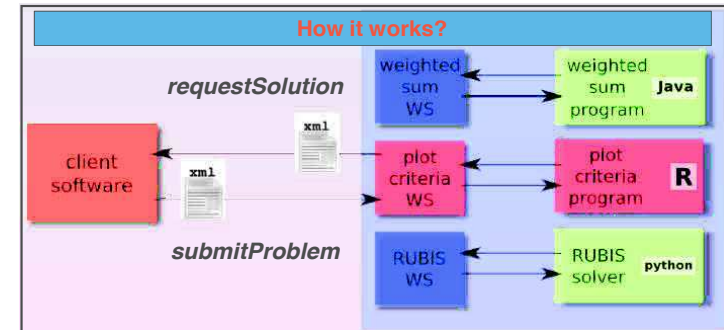 How it works?
requestSolution
xml
client
software
xml
submitProblem
weighted
sum
WS
weighted
sum
program
Java
plot
criteria
WS
plot
criteria
program
R
RUBIS
WS
RUBIS
solver
python